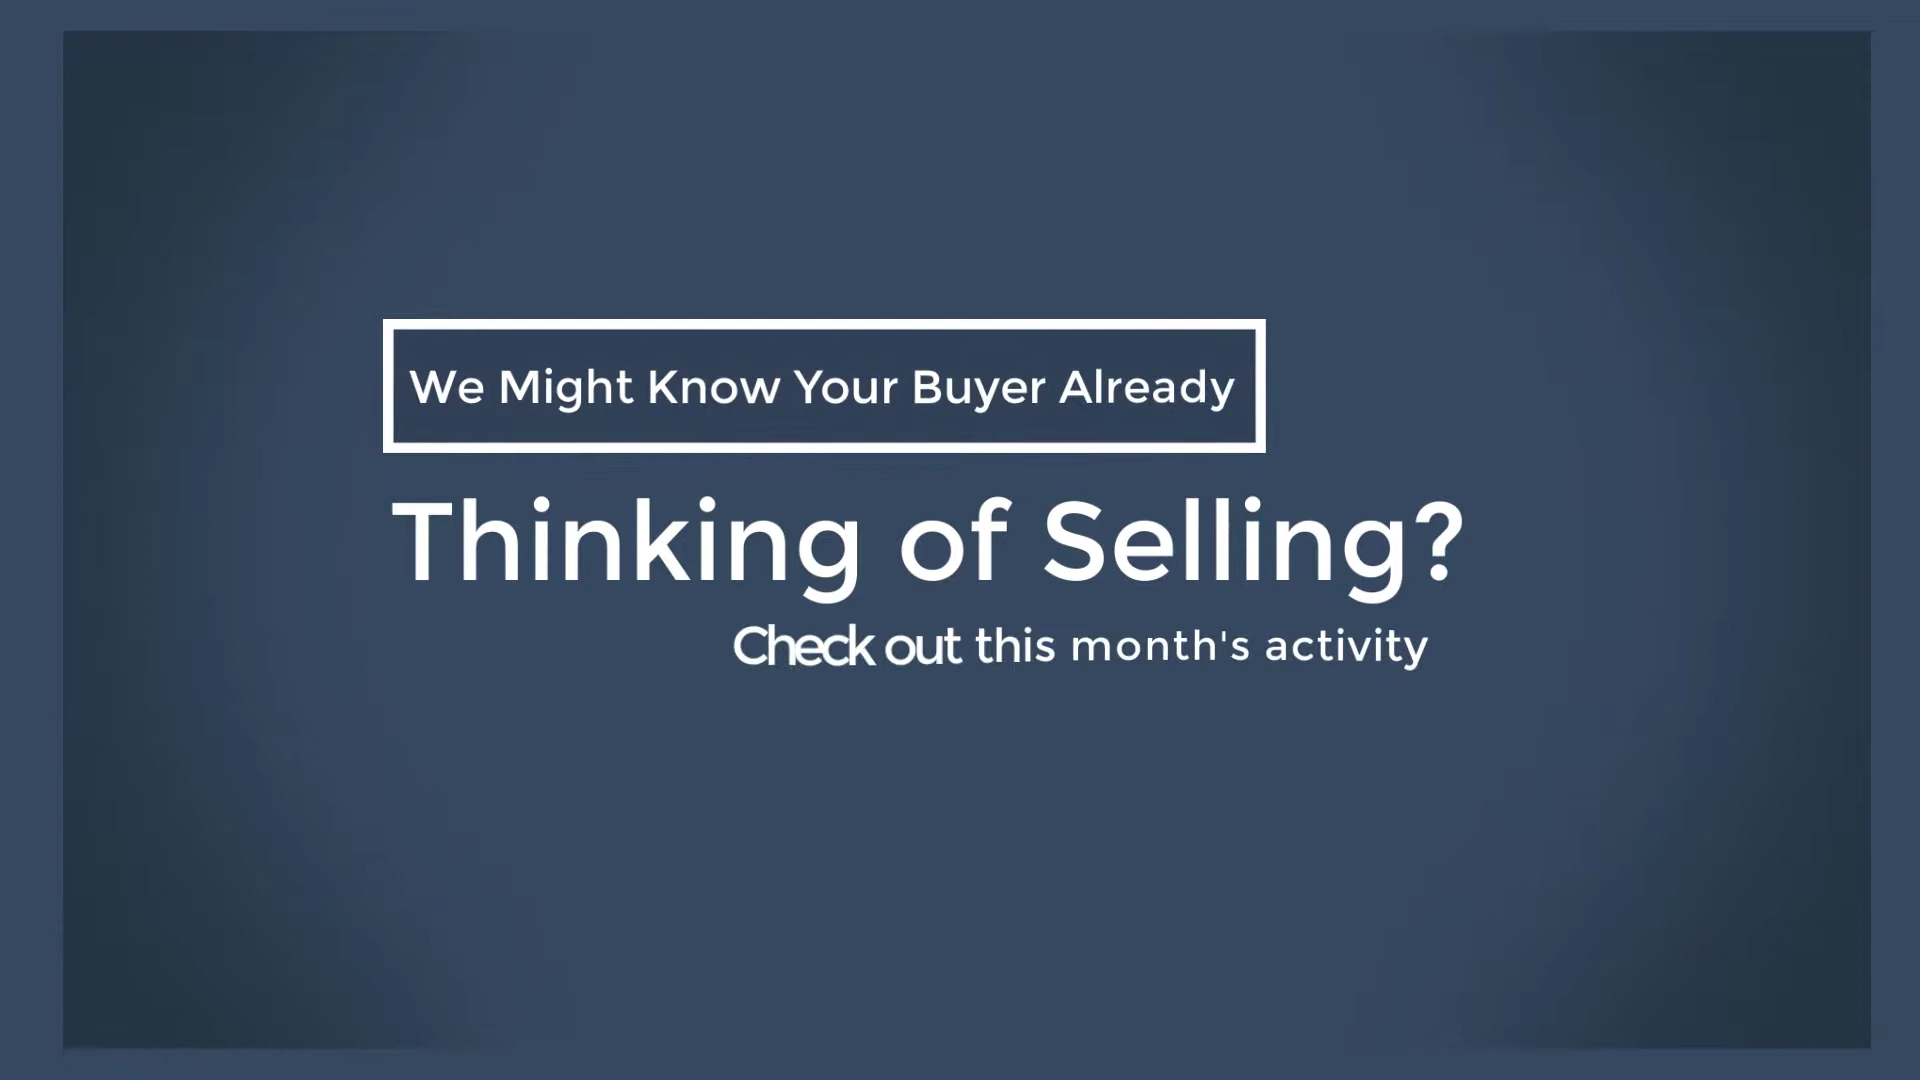 We Might Know Your Buyer Already
Thinking of Selling?
Check out this month's activity